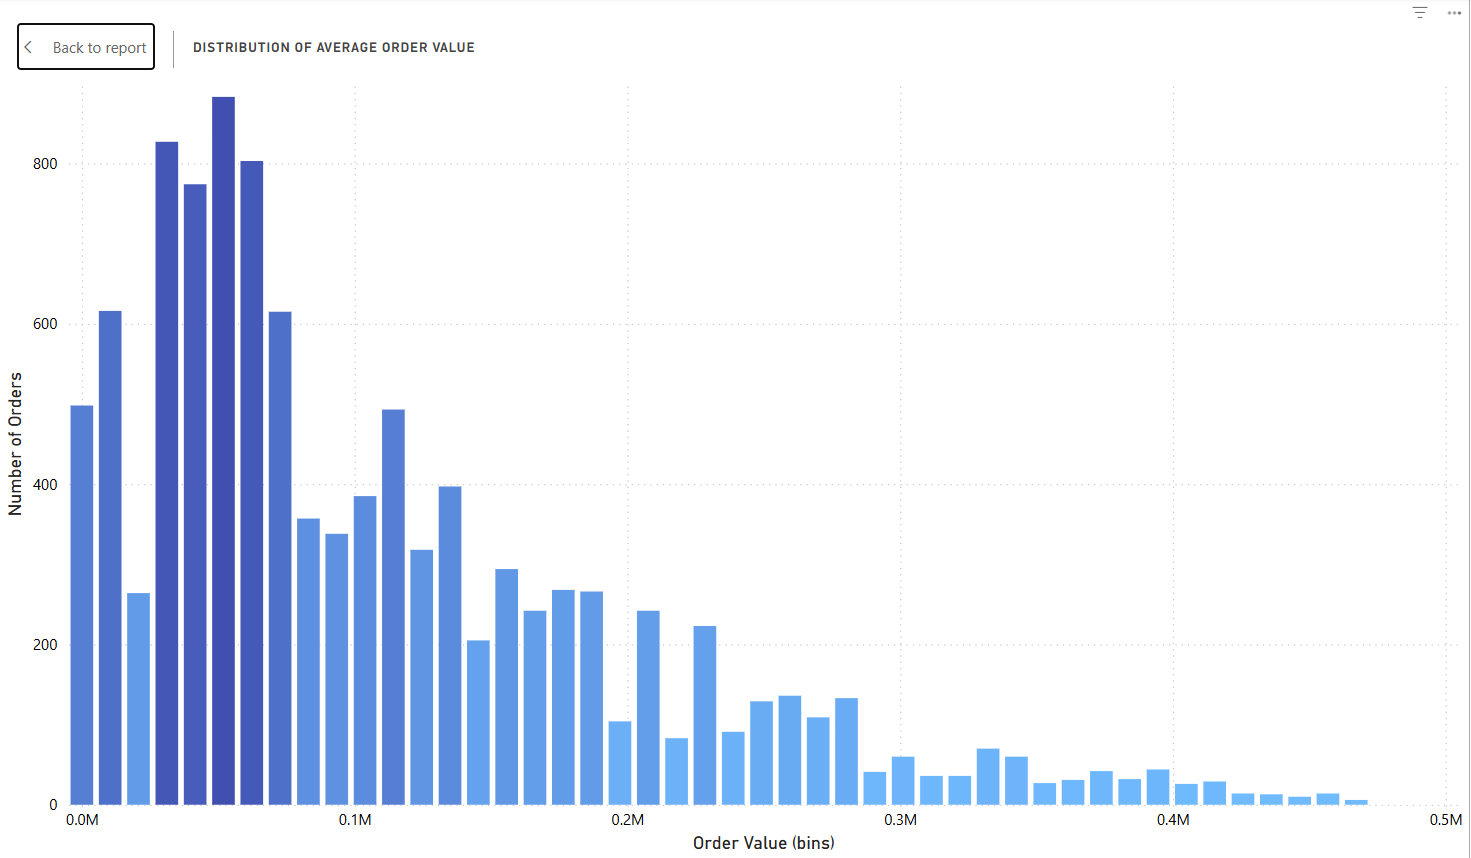 Back to report
DISTRIBUTION OF AVERAGE ORDER VALUE
Number of Orders
800
600
400
200
0
0.0M 0.1M 0.2M 0.3M 0.4M 0.5M
Order Value (bins)